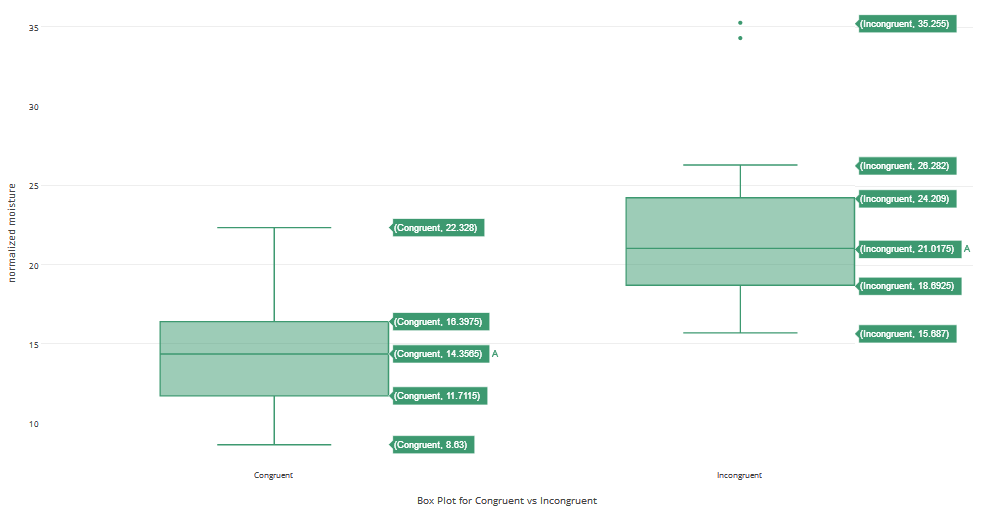 normalized moisture
35
30
25
20
15
10
(Congruent, 22.328)
(Congruent, 16.3975)
(Congruent, 14.3565) A
(Congruent, 11.7115)
(Congruent, 8.63)
(Incongruent, 35.255)
(Incongruent, 26.282)
(Incongruent, 24.209)
(Incongruent, 21.0175) A
(Incongruent, 18.6925)
(Incongruent, 15.687)
Congruent
Incongruent
Box Plot for Congruent vs Incongruent